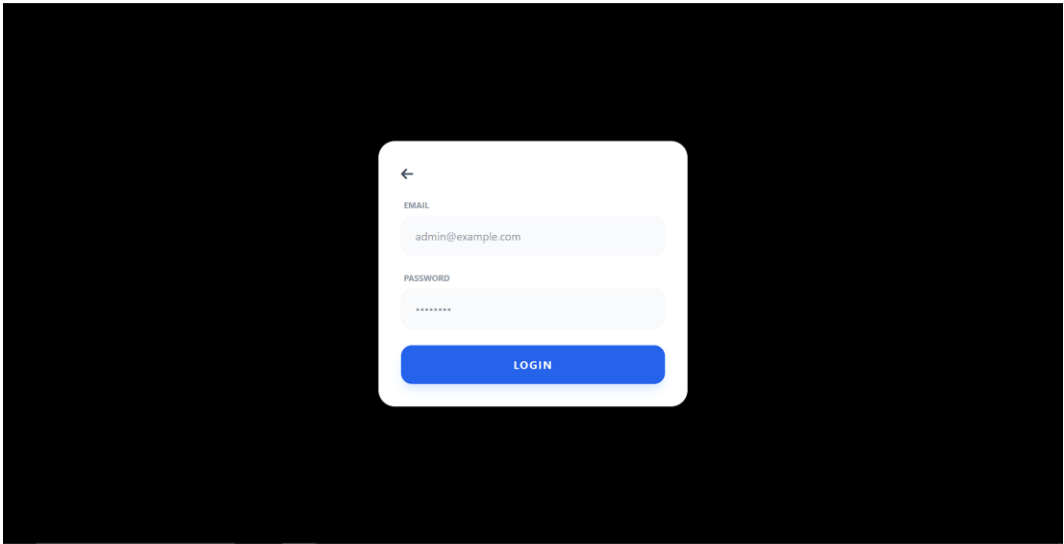 EMAIL
admin@example.com
PASSWORD
••••••••
LOGIN